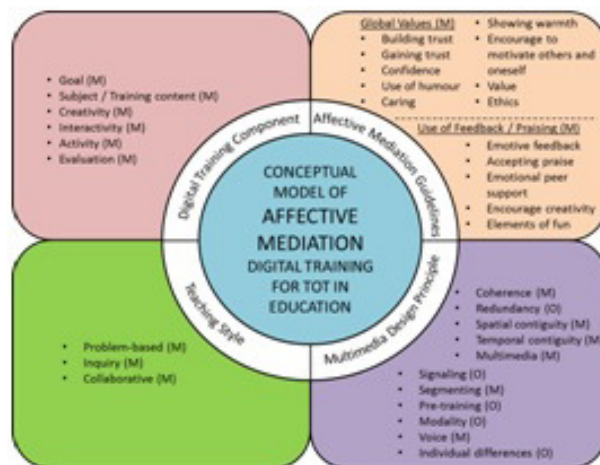 • Goal (M)
• Subject / Training content (M)
• Creativity (M)
• Interactivity (M)
• Activity (M)
• Evaluation (M)
Global Values (M)
• Building trust
• Gaining trust
• Confidence
• Use of humour
• Caring
• Showing warmth
• Encourage to
motivate others and
oneself
• Value
• Ethics
Use of Feedback / Praising (M)
• Emotive feedback
• Accepting praise
• Emotional peer
support
• Encourage creativity
• Elements of fun
Digital Training Component
Affective Mediation Guidelines
CONCEPTUAL
MODEL OF
AFFECTIVE
MEDIATION
DIGITAL TRAINING
FOR TOT IN
EDUCATION
Teaching Style
Multimedia Design Principle
• Problem-based (M)
• Inquiry (M)
• Collaborative (M)
• Coherence (M)
• Redundancy (O)
• Spatial contiguity (M)
• Temporal contiguity (M)
• Multimedia (M)
• Signaling (O)
• Segmenting (M)
• Pre-training (O)
• Modality (O)
• Voice (M)
• Individual differences (O)